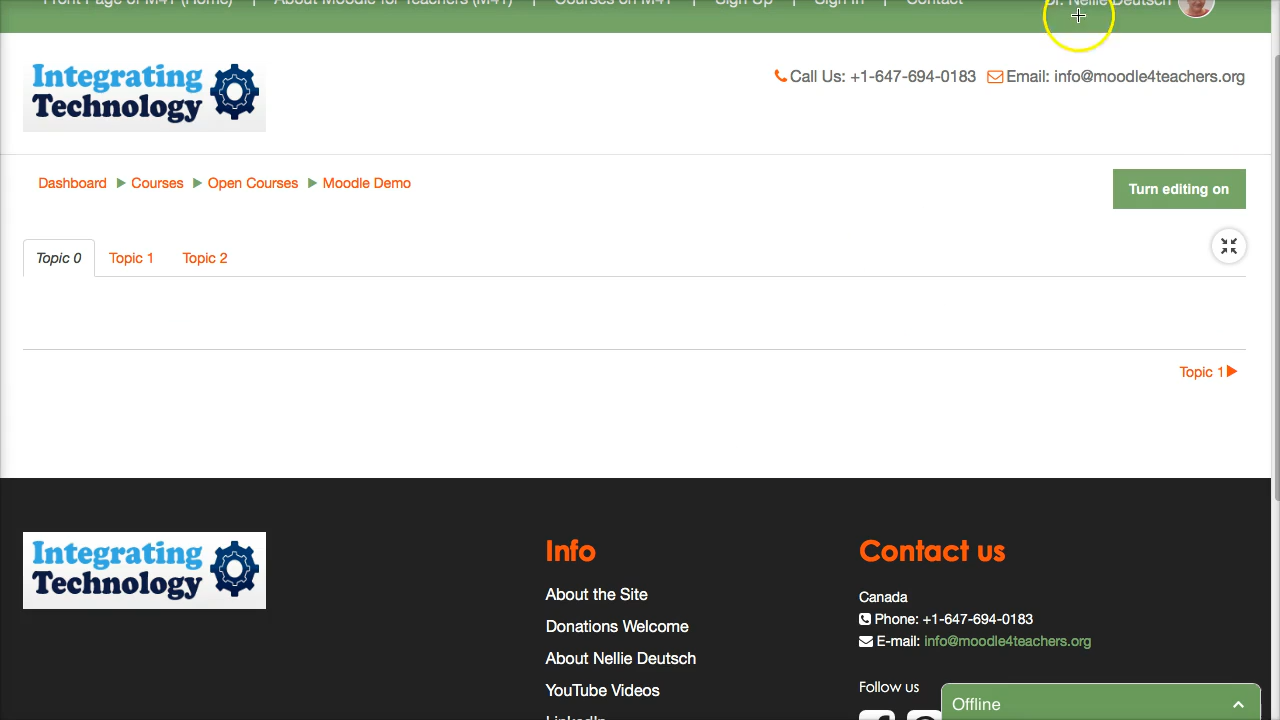 Front Page of M4T (Home) | About Moodle for Teachers (M4T) | Courses on M4T | Sign Up | Sign In | Contact Dr. Nellie Deutsch
Integrating
Technology
Call Us: +1-647-694-0183 Email: info@moodle4teachers.org
Dashboard Courses Open Courses Moodle Demo
Turn editing on
Topic 0 Topic 1 Topic 2
Topic 1
Integrating
Technology
Info
About the Site
Donations Welcome
About Nellie Deutsch
YouTube Videos
LinkedIn
Contact us
Canada
Phone: +1-647-694-0183
E-mail: info@moodle4teachers.org
Follow us
Offline